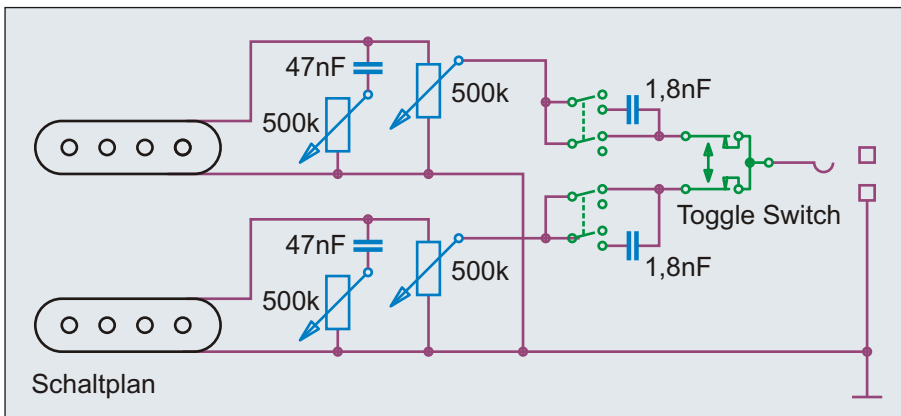 47nF
500k
500k
1,8nF
Toggle Switch
47nF
500k
500k
1,8nF
Schaltplan